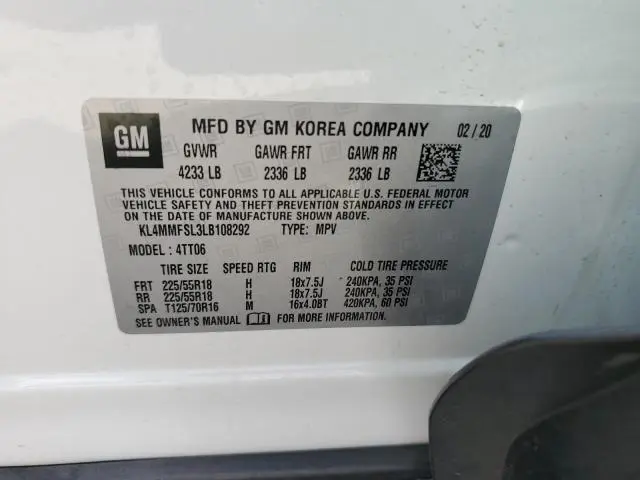 GM MFD BY GM KOREA COMPANY 02/20
GVWR GAWR FRT GAWR RR
4233 LB 2336 LB 2336 LB
THIS VEHICLE CONFORMS TO ALL APPLICABLE U.S. FEDERAL MOTOR
VEHICLE SAFETY AND THEFT PREVENTION STANDARDS
IN EFFECT ON THE DATE OF MANUFACTURE SHOWN ABOVE.
KL4MMFSL3LB108292 TYPE: MPV
MODEL: 4TT06
TIRE SIZE SPEED RTG RIM COLD TIRE PRESSURE
FRT 225/55R18 H 18x7.5J 240KPA, 35 PSI
RR 225/55R18 H 18x7.5J 240KPA, 35 PSI
SPA T125/70R16 M 16x4.0BT 420KPA, 60 PSI
SEE OWNER'S MANUAL FOR MORE INFORMATION.